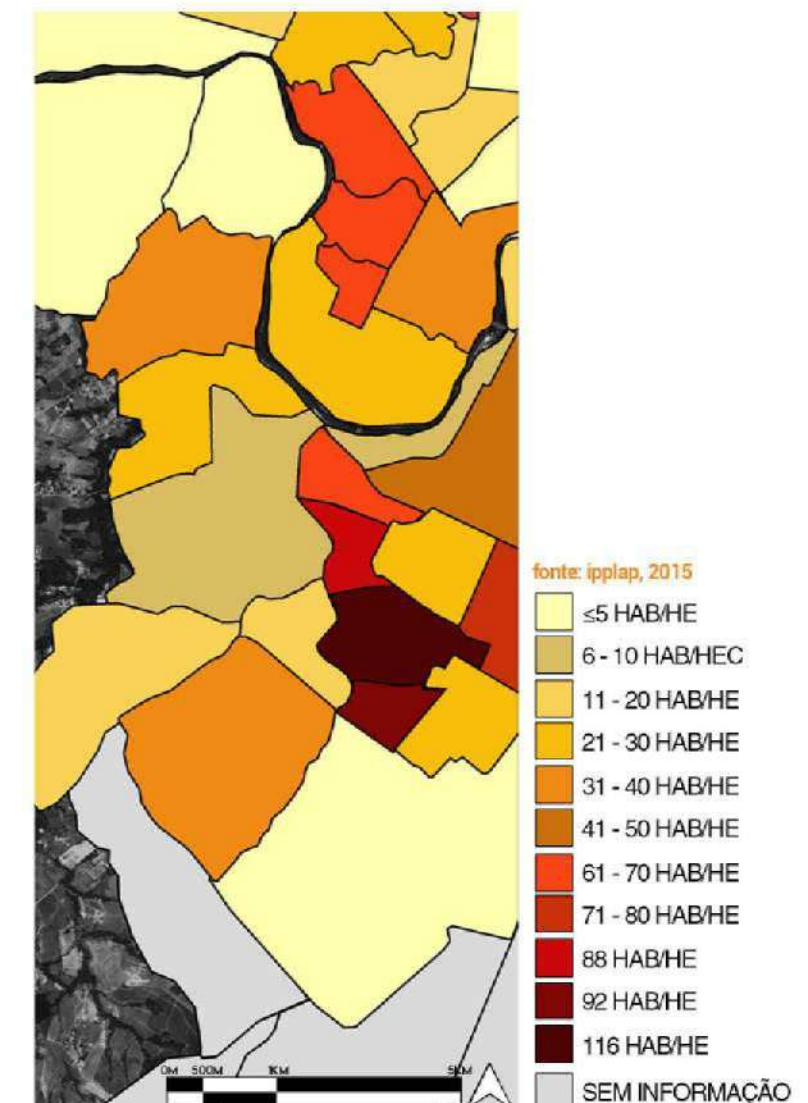 fonte: ipplap, 2015
≤5 HAB/HE
6 - 10 HAB/HEC
11 - 20 HAB/HE
21 - 30 HAB/HE
31 - 40 HAB/HE
41 - 50 HAB/HE
61 - 70 HAB/HE
71 - 80 HAB/HE
88 HAB/HE
92 HAB/HE
116 HAB/HE
SEM INFORMAÇÃO
0M 500M 1KM 5KM